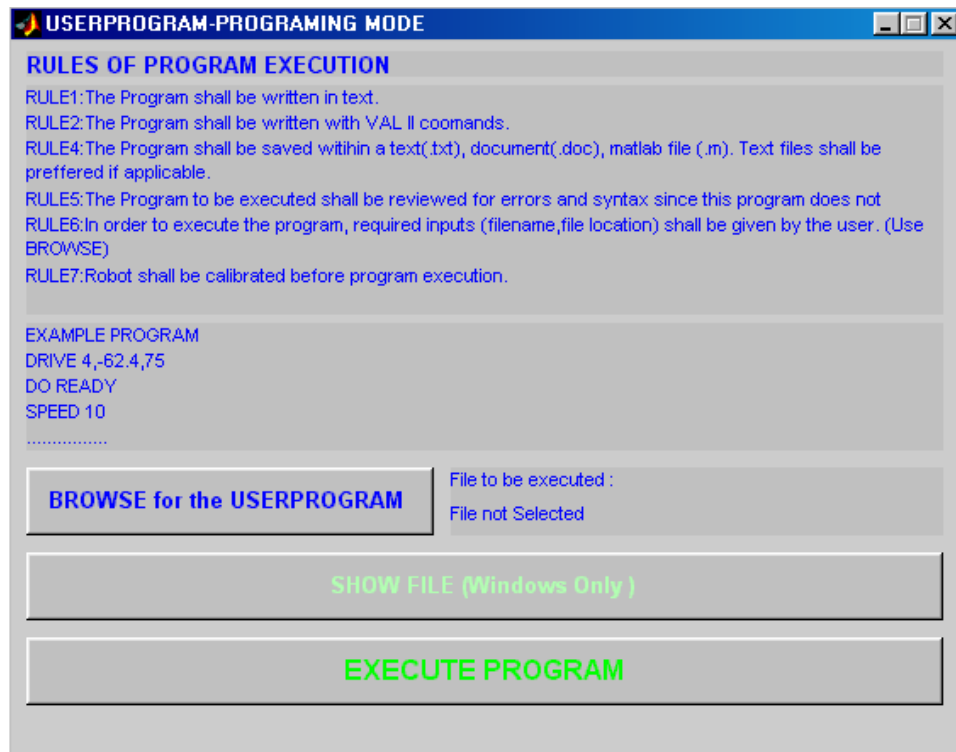 USERPROGRAM-PROGRAMING MODE
RULES OF PROGRAM EXECUTION
RULE1:The Program shall be written in text.
RULE2:The Program shall be written with VAL II coomands.
RULE4:The Program shall be saved witihin a text(.txt), document(.doc), matlab file (.m). Text files shall be
preffered if applicable.
RULE5:The Program to be executed shall be reviewed for errors and syntax since this program does not
RULE6:In order to execute the program, required inputs (filename,file location) shall be given by the user. (Use
BROWSE)
RULE7:Robot shall be calibrated before program execution.
EXAMPLE PROGRAM
DRIVE 4,-62.4,75
DO READY
SPEED 10
................
BROWSE for the USERPROGRAM
File to be executed :
File not Selected
SHOW FILE (Windows Only )
EXECUTE PROGRAM